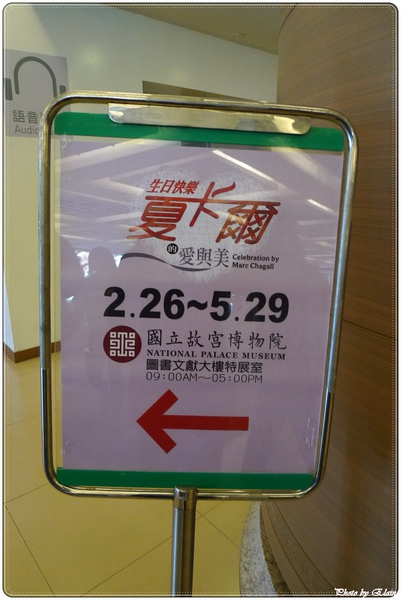 語音
Audio
生日快樂
夏卡爾
的愛與美
Celebration by
Marc Chagall
2.26~5.29
國立故宮博物院
NATIONAL PALACE MUSEUM
圖書文獻大樓特展室
09:00AM～05:00PM
Photo by Elain